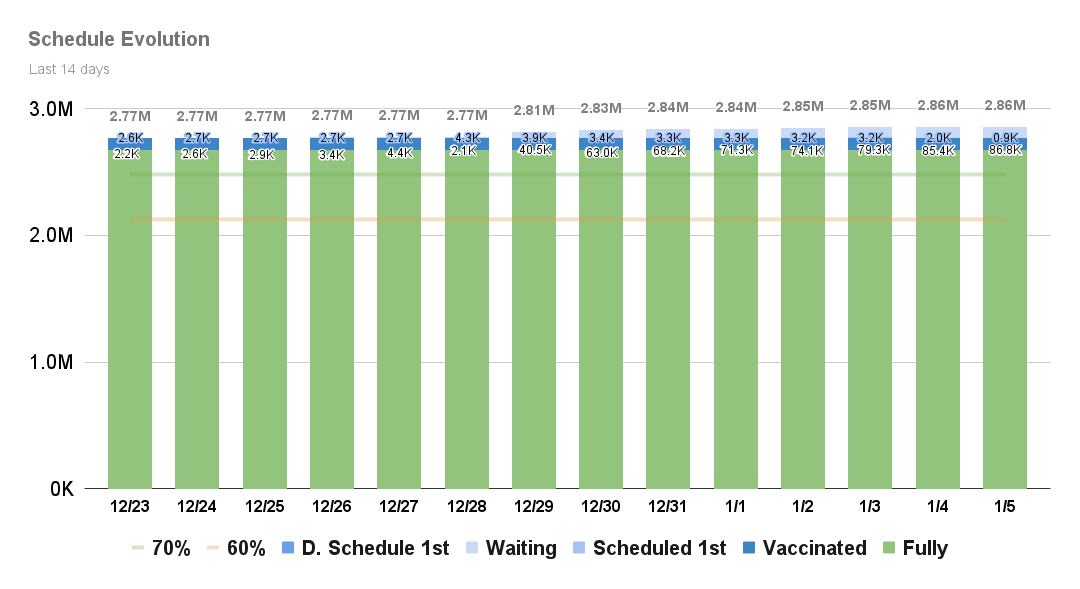 Schedule Evolution
Last 14 days
3.0M
2.0M
1.0M
0K
2.77M 2.77M 2.77M 2.77M 2.77M 2.77M 2.81M 2.83M 2.84M 2.84M 2.85M 2.85M 2.86M 2.86M
2.6K 2.7K 2.7K 2.7K 2.7K 4.3K 3.9K 3.4K 3.3K 3.3K 3.2K 3.2K 2.0K 0.9K
2.2K 2.6K 2.9K 3.4K 4.4K 2.1K 40.5K 63.0K 68.2K 71.3K 74.1K 79.3K 85.4K 86.8K
12/23 12/24 12/25 12/26 12/27 12/28 12/29 12/30 12/31 1/1 1/2 1/3 1/4 1/5
70% 60% D. Schedule 1st Waiting Scheduled 1st Vaccinated Fully